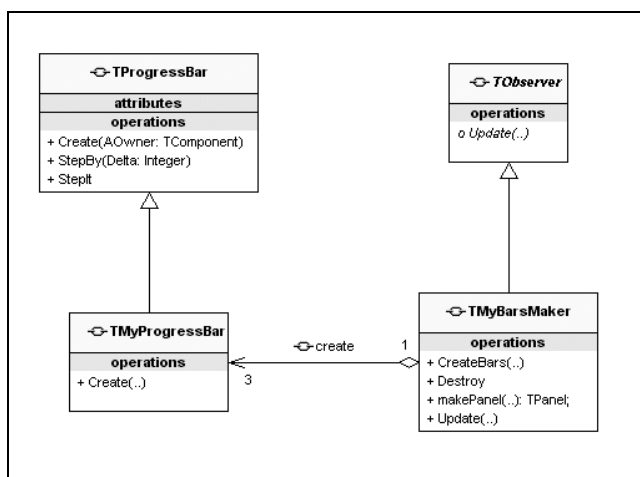 TProgressBar
attributes
operations
+ Create(AOwner: TComponent)
+ StepBy(Delta: Integer)
+ StepIt
TObserver
operations
o Update(..)
TMyProgressBar
operations
+ Create(..)
create
1
3
TMyBarsMaker
operations
+ CreateBars(..)
+ Destroy
+ makePanel(..): TPanel;
+ Update(..)